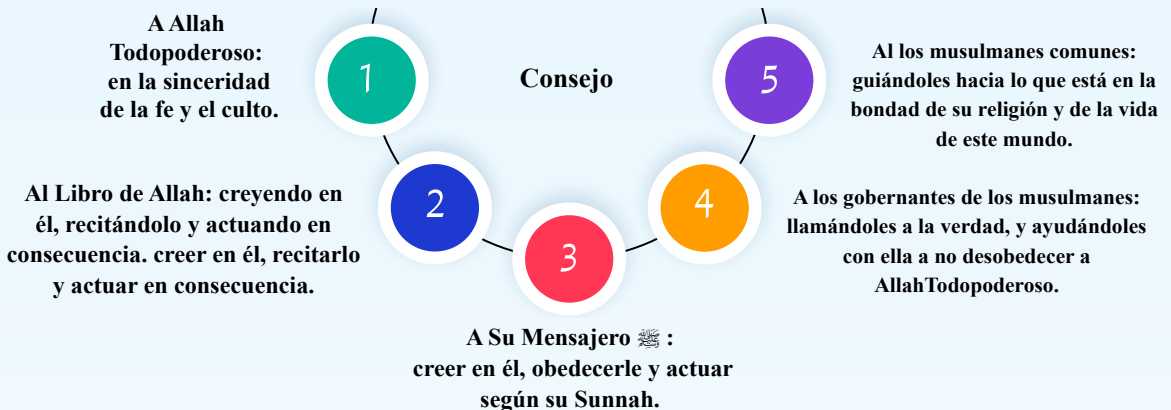 Consejo
1
A Allah
Todopoderoso:
en la sinceridad
de la fe y el culto.
2
Al Libro de Allah: creyendo en
él, recitándolo y actuando en
consecuencia. creer en él, recitarlo
y actuar en consecuencia.
3
A Su Mensajero ﷺ :
creer en él, obedecerle y actuar
según su Sunnah.
4
A los gobernantes de los musulmanes:
llamándoles a la verdad, y ayudándoles
con ella a no desobedecer a
AllahTodopoderoso.
5
Al los musulmanes comunes:
guiándoles hacia lo que está en la
bondad de su religión y de la vida
de este mundo.